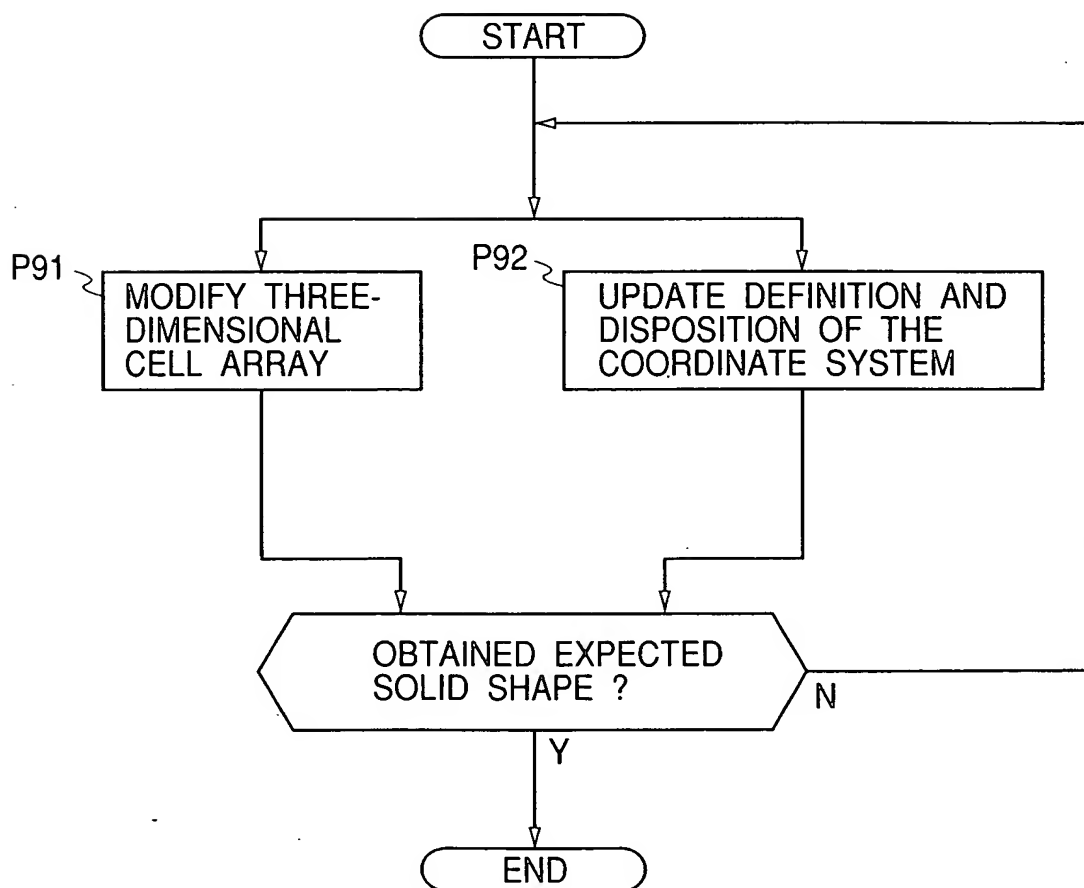 START
P91
MODIFY THREE-
DIMENSIONAL
CELL ARRAY
P92
UPDATE DEFINITION AND
DISPOSITION OF THE
COORDINATE SYSTEM
OBTAINED EXPECTED
SOLID SHAPE ?
N
Y
END